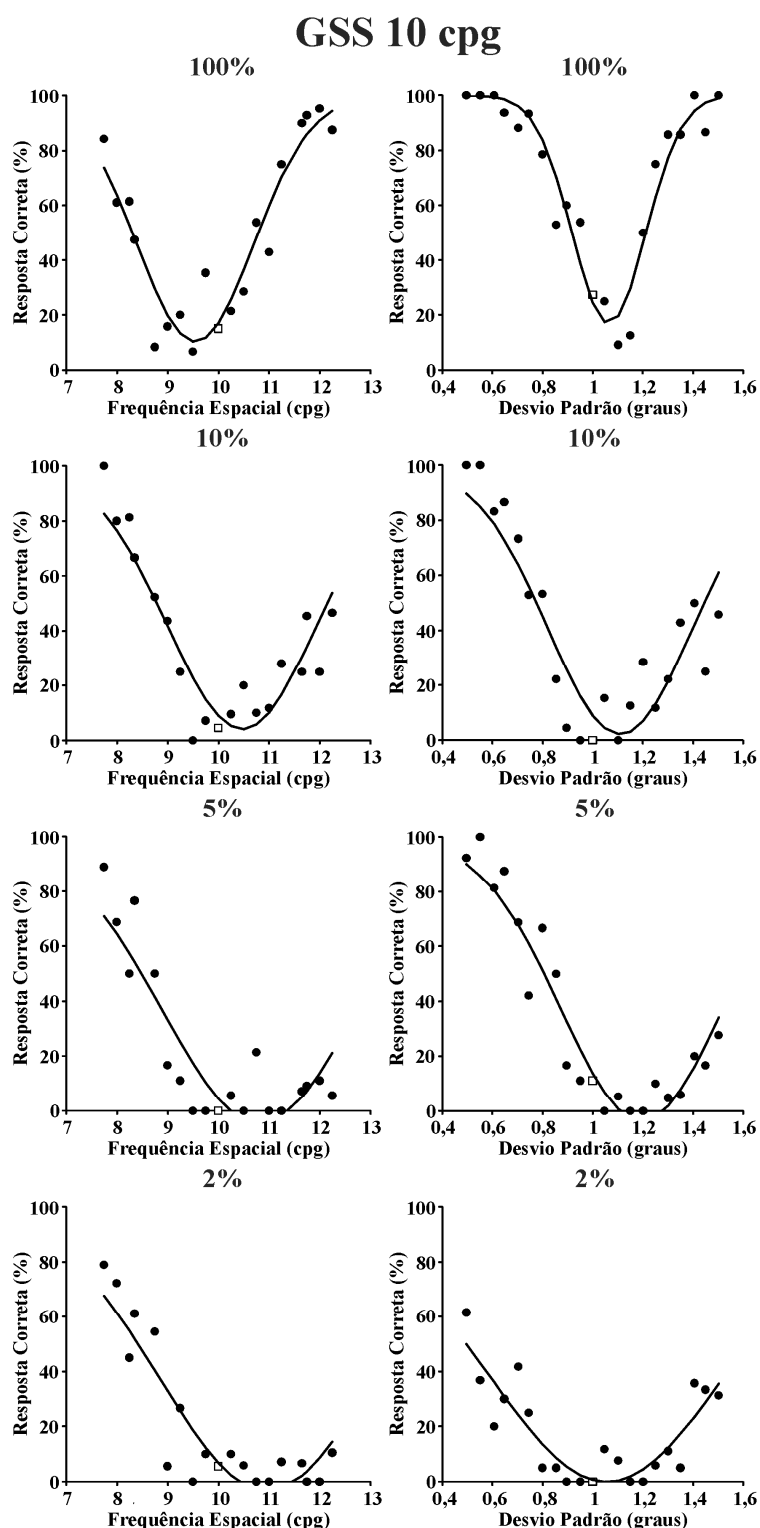 GSS 10 cpg
100%
100%
Resposta Correta (%)
100
80
60
40
20
0
7 8 9 10 11 12 13
Frequência Espacial (cpg)
Resposta Correta (%)
100
80
60
40
20
0
0,4 0,6 0,8 1 1,2 1,4 1,6
Desvio Padrão (graus)
10%
10%
Resposta Correta (%)
100
80
60
40
20
0
7 8 9 10 11 12 13
Frequência Espacial (cpg)
Resposta Correta (%)
100
80
60
40
20
0
0,4 0,6 0,8 1 1,2 1,4 1,6
Desvio Padrão (graus)
5%
5%
Resposta Correta (%)
100
80
60
40
20
0
7 8 9 10 11 12 13
Frequência Espacial (cpg)
Resposta Correta (%)
100
80
60
40
20
0
0,4 0,6 0,8 1 1,2 1,4 1,6
Desvio Padrão (graus)
2%
2%
Resposta Correta (%)
100
80
60
40
20
0
7 8 9 10 11 12 13
Frequência Espacial (cpg)
Resposta Correta (%)
100
80
60
40
20
0
0,4 0,6 0,8 1 1,2 1,4 1,6
Desvio Padrão (graus)